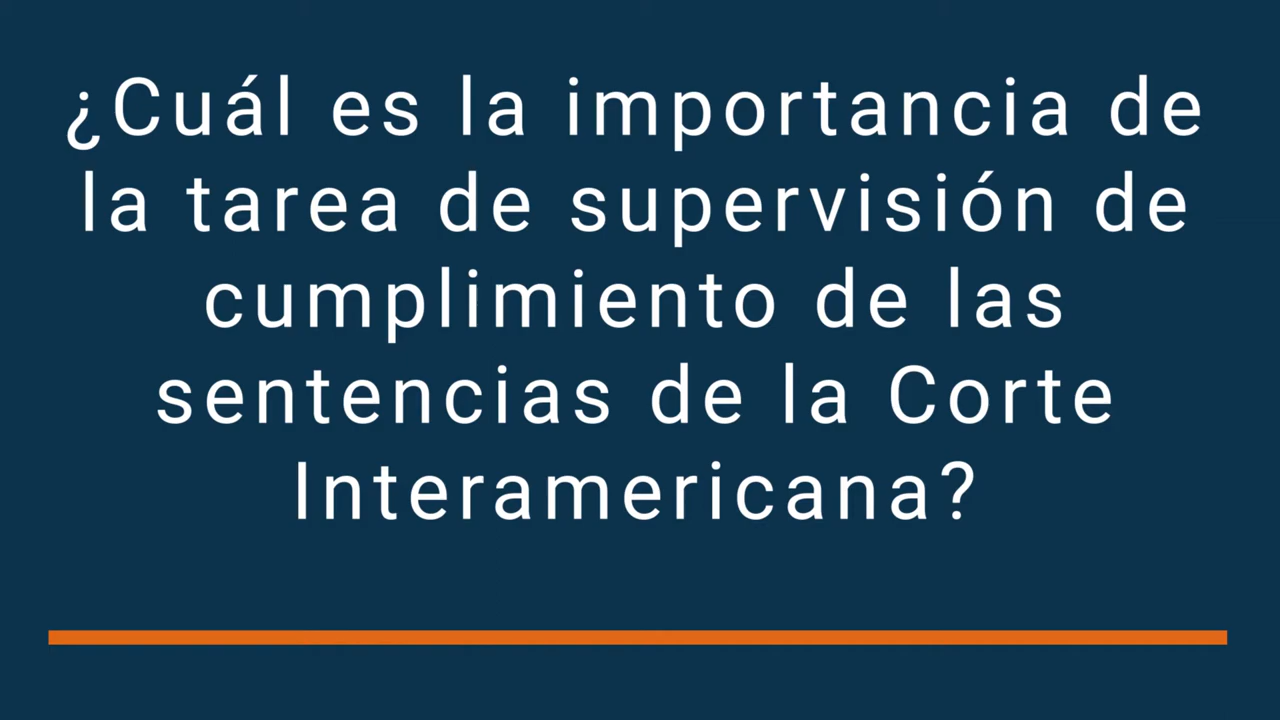 ¿Cuál es la importancia de
la tarea de supervisión de
cumplimiento de las
sentencias de la Corte
Interamericana?